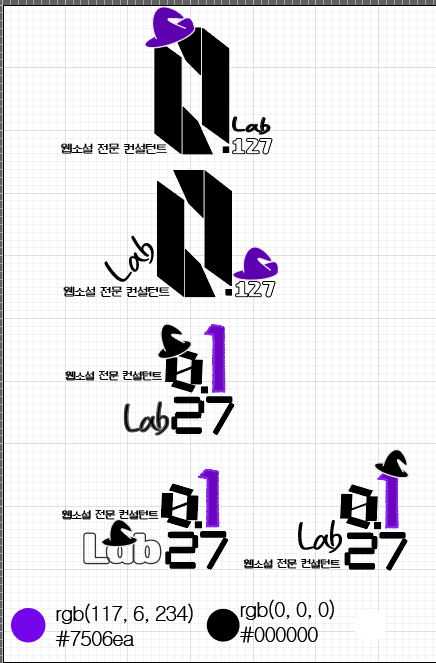 0
Lab
웹소설 전문 컨설턴트 .127
0
Lab
웹소설 전문 컨설턴트 .127
웹소설 전문 컨설턴트 0.1
Lab 27
웹소설 전문 컨설턴트 0.1
Lab 27
0.1
Lab 27
웹소설 전문 컨설턴트
rgb(117, 6, 234)
#7506ea
rgb(0, 0, 0)
#000000